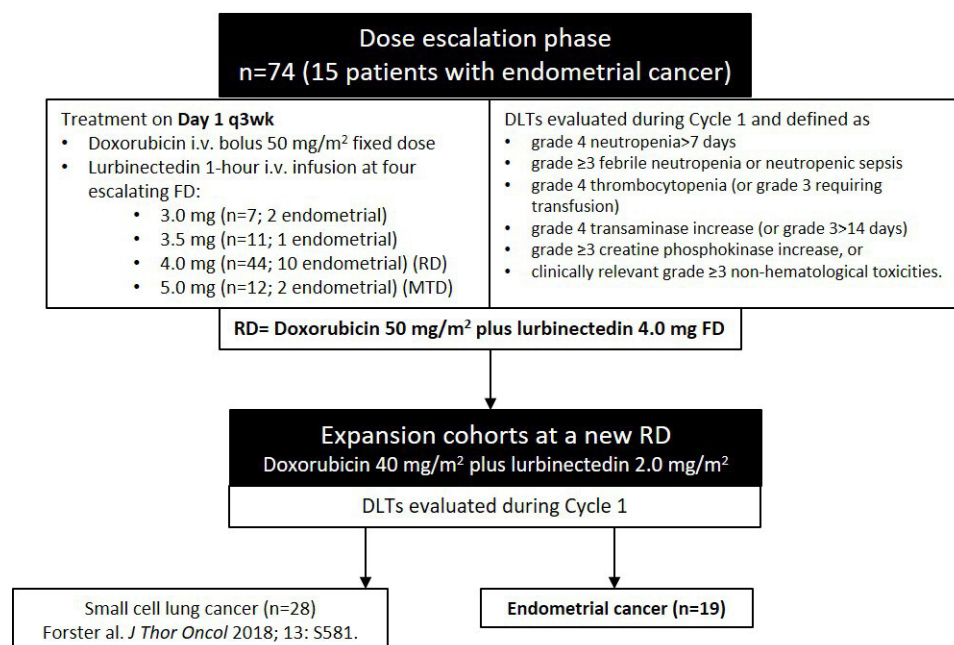 Dose escalation phase
n=74 (15 patients with endometrial cancer)
Treatment on Day 1 q3wk
• Doxorubicin i.v. bolus 50 mg/m² fixed dose
• Lurbinectedin 1-hour i.v. infusion at four
escalating FD:
• 3.0 mg (n=7; 2 endometrial)
• 3.5 mg (n=11; 1 endometrial)
• 4.0 mg (n=44; 10 endometrial) (RD)
• 5.0 mg (n=12; 2 endometrial) (MTD)
DLTs evaluated during Cycle 1 and defined as
• grade 4 neutropenia>7 days
• grade ≥3 febrile neutropenia or neutropenic sepsis
• grade 4 thrombocytopenia (or grade 3 requiring
transfusion)
• grade 4 transaminase increase (or grade 3>14 days)
• grade ≥3 creatine phosphokinase increase, or
• clinically relevant grade ≥3 non-hematological toxicities.
RD= Doxorubicin 50 mg/m² plus lurbinectedin 4.0 mg FD
Expansion cohorts at a new RD
Doxorubicin 40 mg/m² plus lurbinectedin 2.0 mg/m²
DLTs evaluated during Cycle 1
Small cell lung cancer (n=28)
Forster al. J Thor Oncol 2018; 13: S581.
Endometrial cancer (n=19)